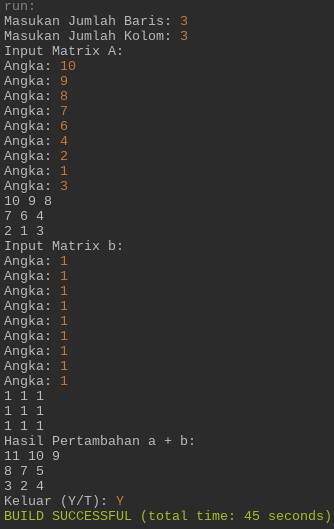 run:
Masukan Jumlah Baris: 3
Masukan Jumlah Kolom: 3
Input Matrix A:
Angka: 10
Angka: 9
Angka: 8
Angka: 7
Angka: 6
Angka: 4
Angka: 2
Angka: 1
Angka: 3
10 9 8
7 6 4
2 1 3
Input Matrix b:
Angka: 1
Angka: 1
Angka: 1
Angka: 1
Angka: 1
Angka: 1
Angka: 1
Angka: 1
Angka: 1
1 1 1
1 1 1
1 1 1
Hasil Pertambahan a + b:
11 10 9
8 7 5
3 2 4
Keluar (Y/T): Y
BUILD SUCCESSFUL (total time: 45 seconds)